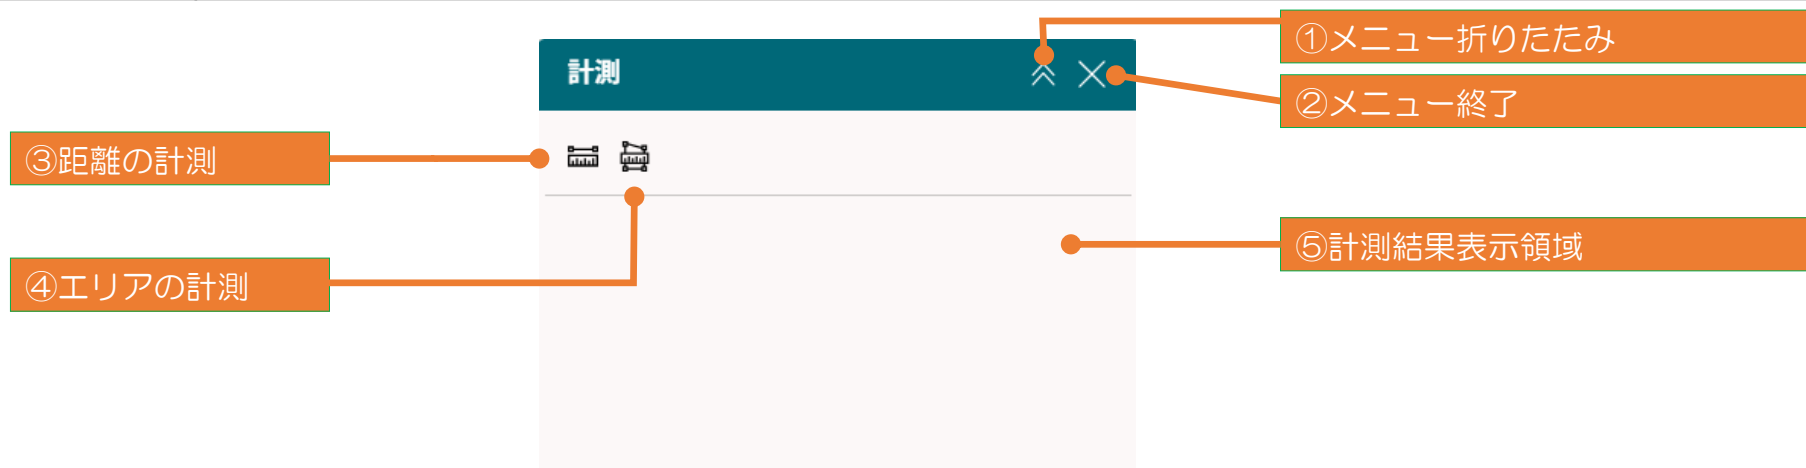 ①メニュー折りたたみ
計測
②メニュー終了
③距離の計測
⑤計測結果表示領域
④エリアの計測